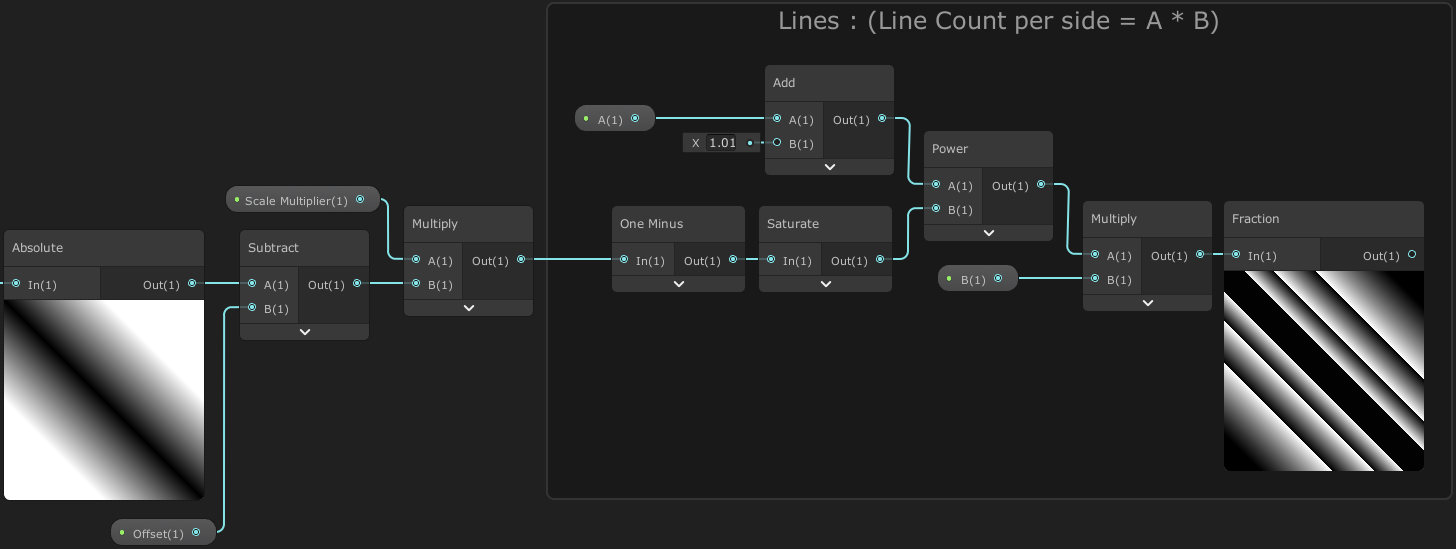 Lines : (Line Count per side = A * B)
Add
A(1)
A(1)
Out(1)
X 1.01
B(1)
Power
A(1)
Out(1)
B(1)
Scale Multiplier(1)
Multiply
A(1)
Out(1)
B(1)
One Minus
In(1)
Out(1)
Saturate
In(1)
Out(1)
Multiply
A(1)
Out(1)
B(1)
B(1)
Fraction
In(1)
Out(1)
Absolute
In(1)
Out(1)
Subtract
A(1)
Out(1)
B(1)
Offset(1)